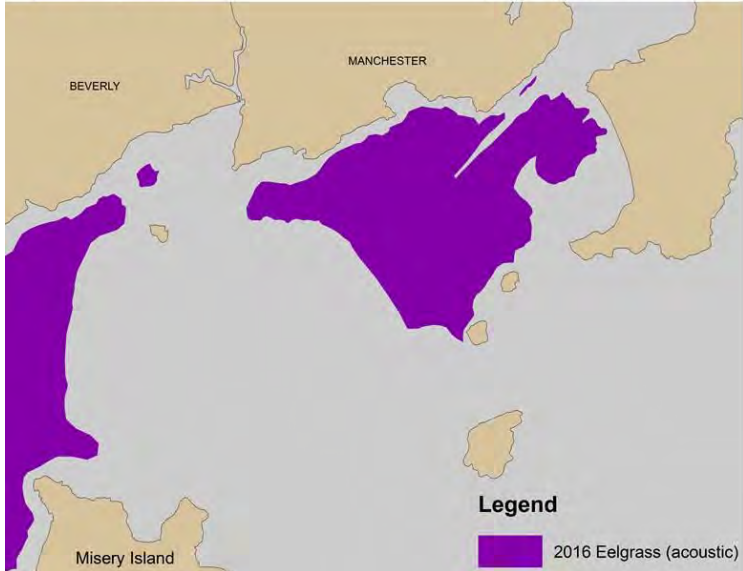 MANCHESTER
BEVERLY
Legend
2016 Eelgrass (acoustic)
Misery Island